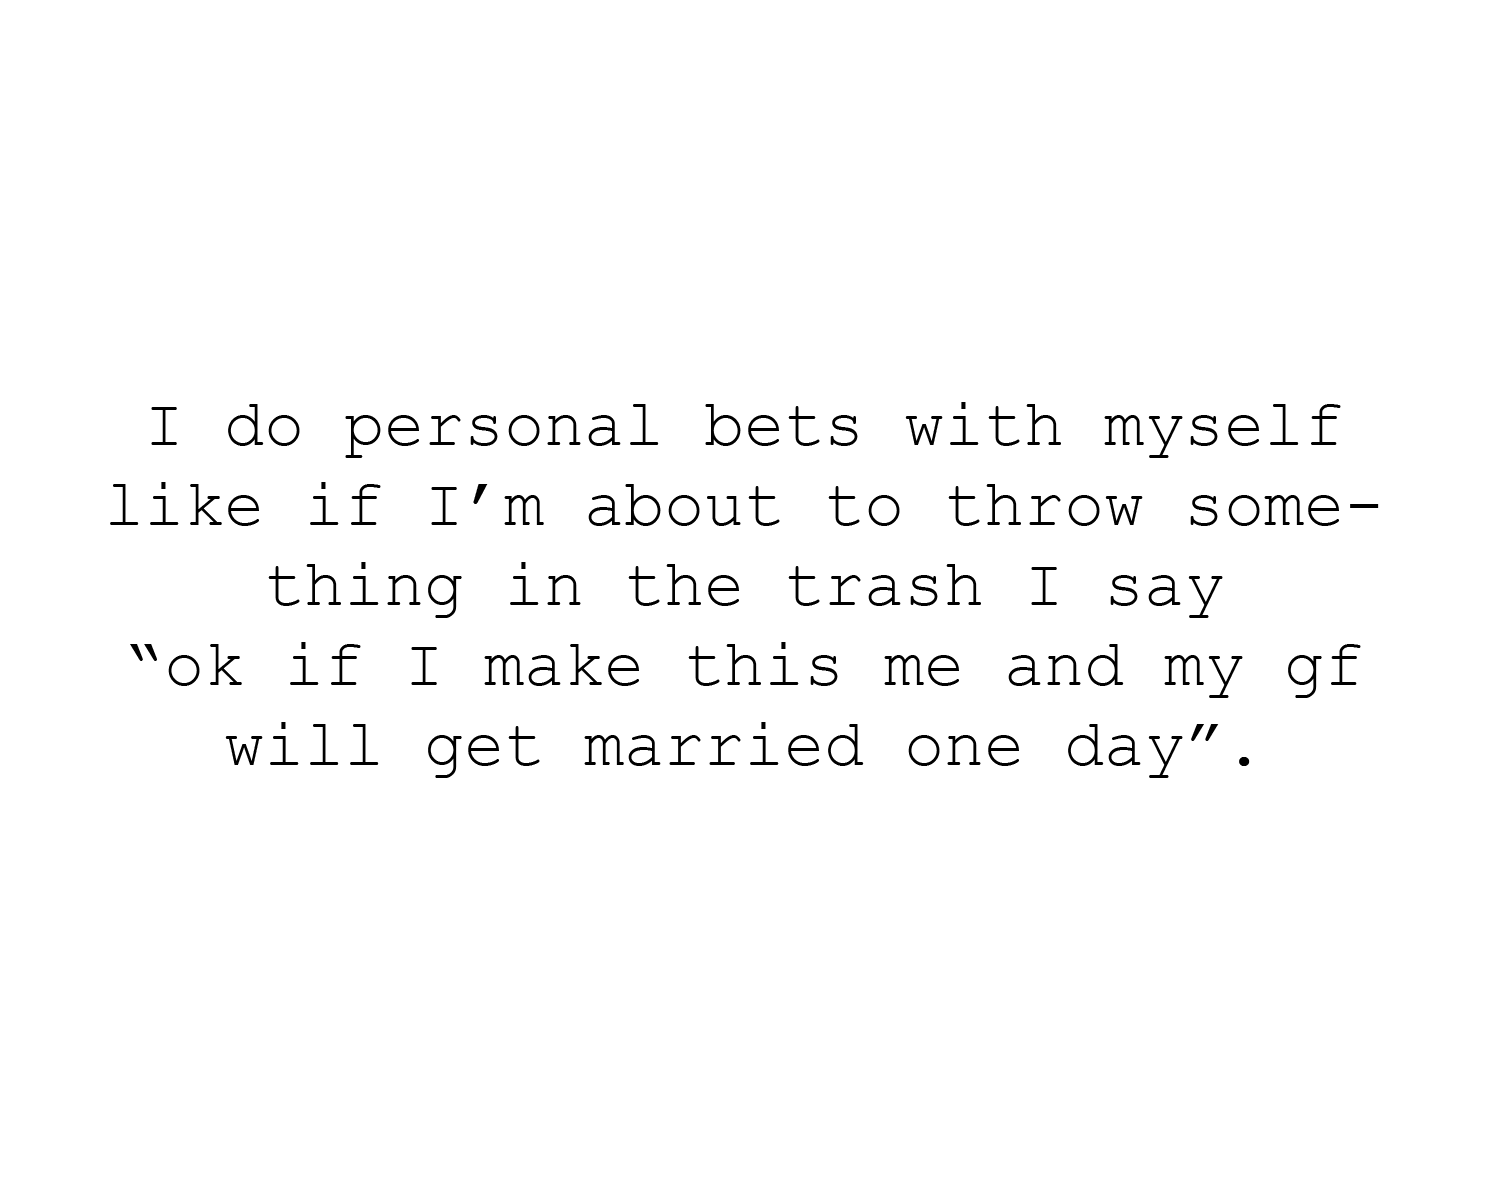 I do personal bets with myself
like if I’m about to throw some-
thing in the trash I say
“ok if I make this me and my gf
will get married one day”.